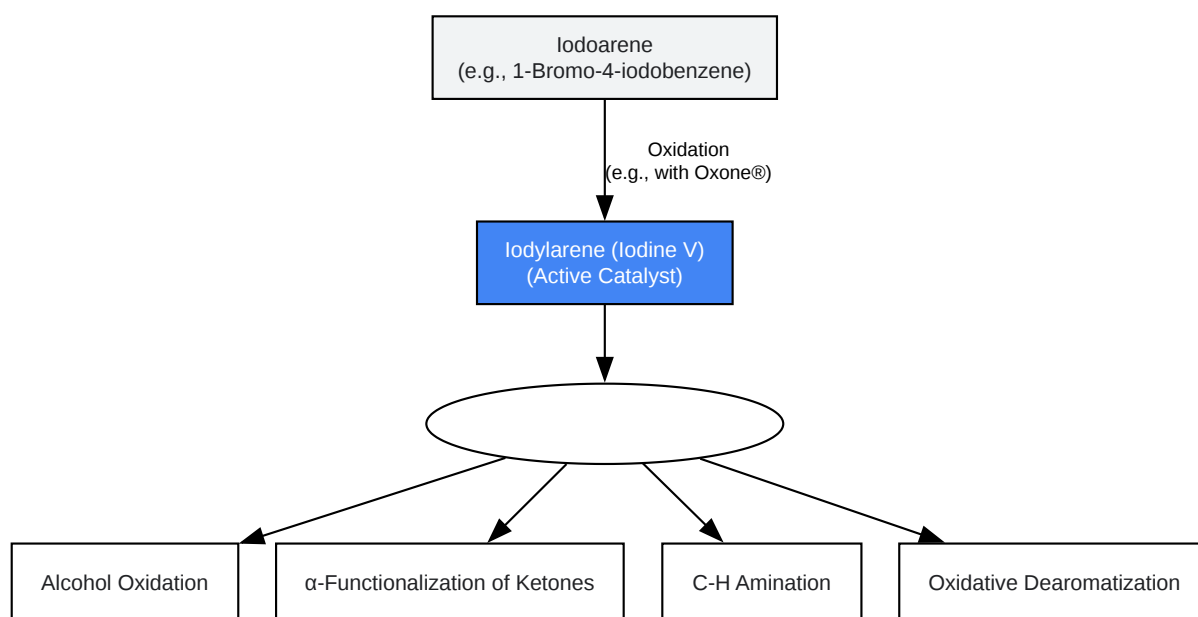 Iodoarene
(e.g., 1-Bromo-4-iodobenzene)
Oxidation
(e.g., with Oxone®)
Iodylarene (Iodine V)
(Active Catalyst)
Alcohol Oxidation
α-Functionalization of Ketones
C-H Amination
Oxidative Dearomatization